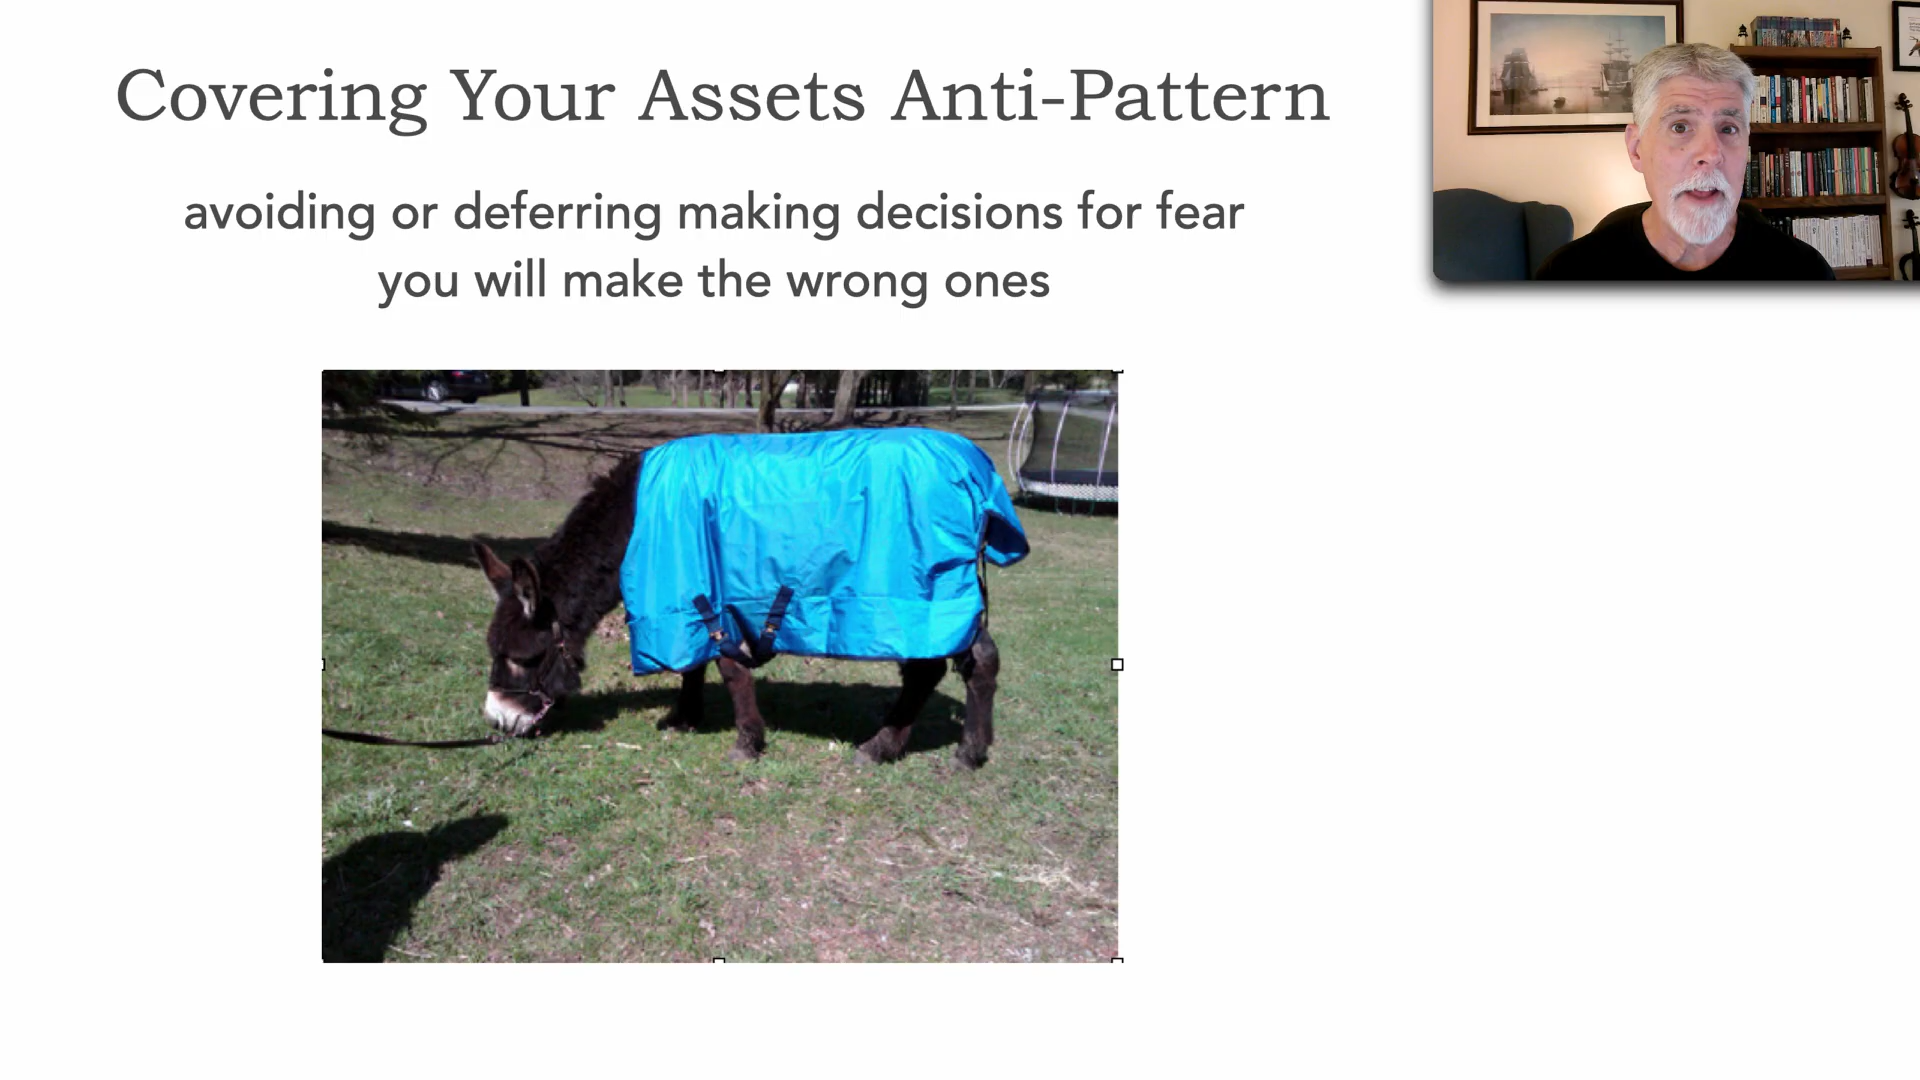 Covering Your Assets Anti-Pattern
avoiding or deferring making decisions for fear
you will make the wrong ones